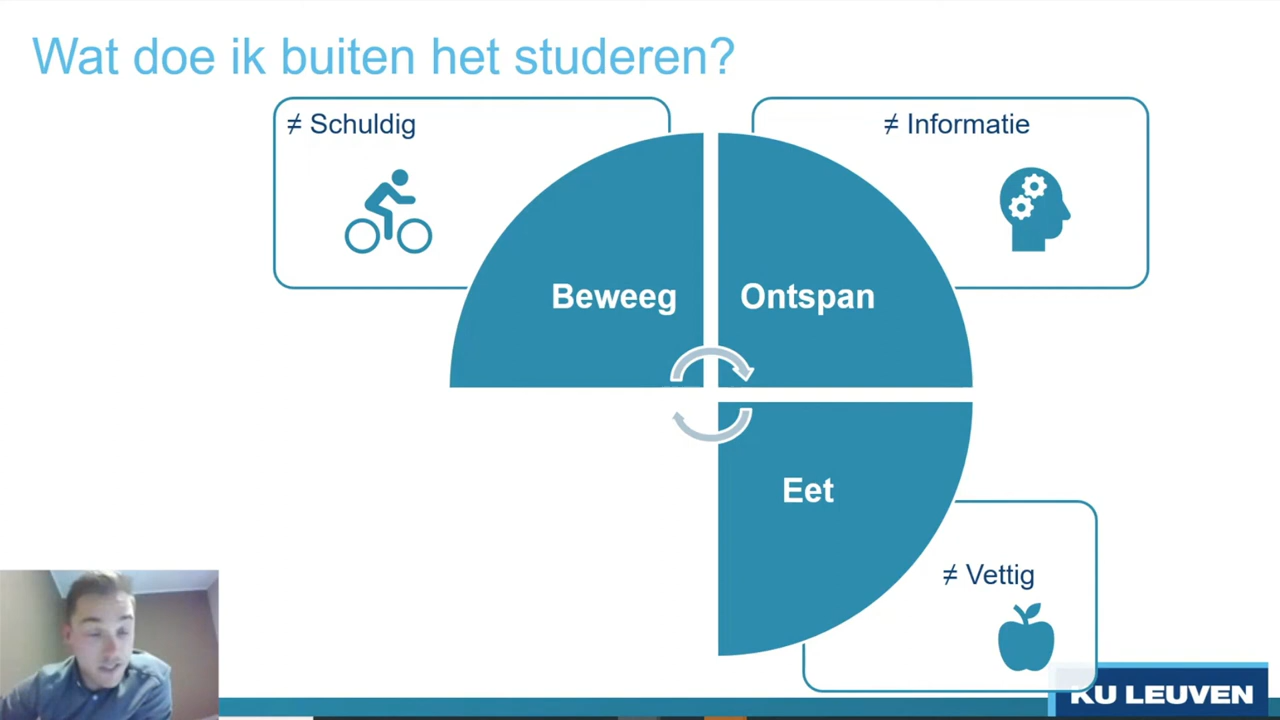 Wat doe ik buiten het studeren?
≠ Schuldig
≠ Informatie
Beweeg
Ontspan
Eet
≠ Vettig
KU LEUVEN